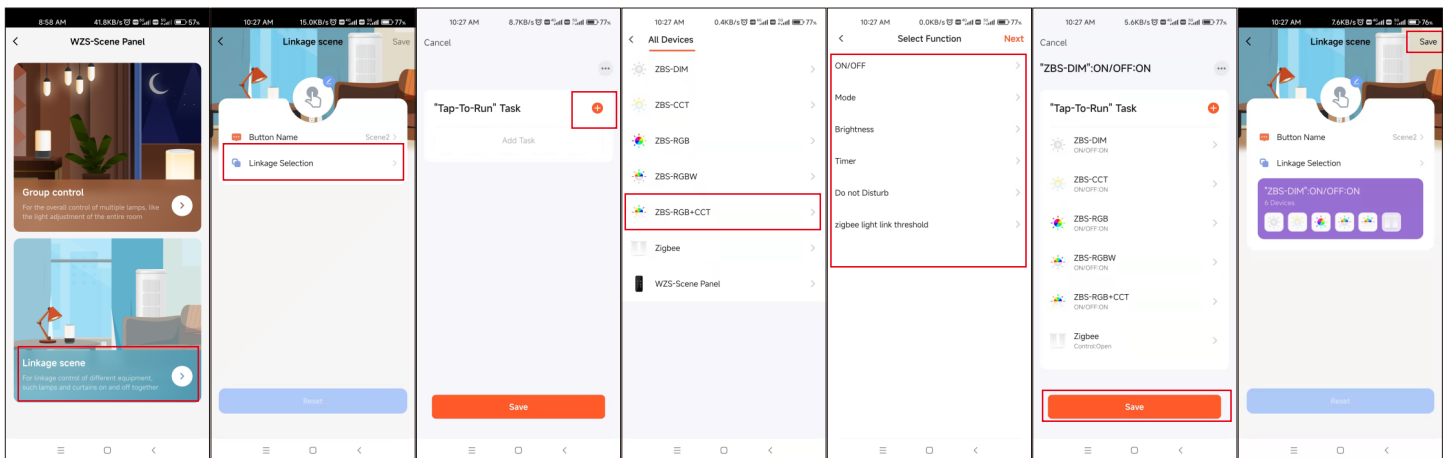 8:58 AM 41.8KB/s 57%
WZS-Scene Panel
Group control
For the overall control of multiple lamps, like
the light adjustment of the entire room
Linkage scene
For linkage control of different equipment,
such lamps and curtains on and off together
10:27 AM 15.0KB/s 77%
Linkage scene
Save
Button Name
Scene2
Linkage Selection
Reset
10:27 AM 8.7KB/s 77%
Cancel
"Tap-To-Run" Task
Add Task
Save
10:27 AM 0.4KB/s 77%
All Devices
ZBS-DIM
ZBS-CCT
ZBS-RGB
ZBS-RGBW
ZBS-RGB+CCT
Zigbee
WZS-Scene Panel
10:27 AM 0.0KB/s 77%
Select Function
Next
ON/OFF
Mode
Brightness
Timer
Do not Disturb
zigbee light link threshold
10:27 AM 5.6KB/s 77%
Cancel
"ZBS-DIM":ON/OFF:ON
"Tap-To-Run" Task
ZBS-DIM
ON/OFF:ON
ZBS-CCT
ON/OFF:ON
ZBS-RGB
ON/OFF:ON
ZBS-RGBW
ON/OFF:ON
ZBS-RGB+CCT
ON/OFF:ON
Zigbee
Control:Open
Save
10:27 AM 7.6KB/s 76%
Linkage scene
Save
Button Name
Scene2
Linkage Selection
"ZBS-DIM":ON/OFF:ON
6 Devices
Reset